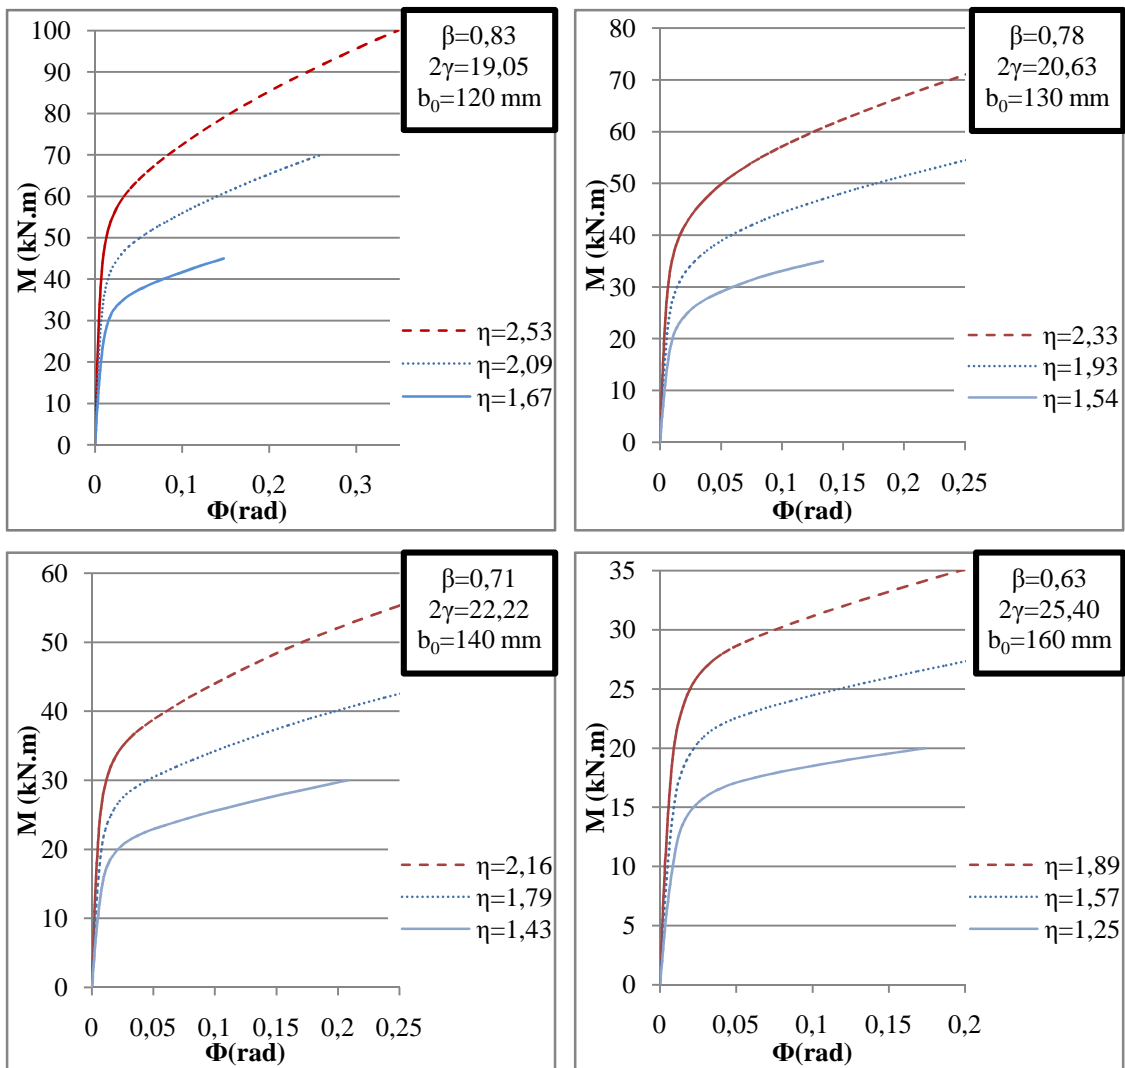 β=0,83
2γ=19,05
b₀=120 mm
100
90
80
70
60
50
40
30
20
10
0
M (kN.m)
η=2,53
η=2,09
η=1,67
0 0,1 0,2 0,3
Φ(rad)
β=0,78
2γ=20,63
b₀=130 mm
80
70
60
50
40
30
20
10
0
M (kN.m)
η=2,33
η=1,93
η=1,54
0 0,05 0,1 0,15 0,2 0,25
Φ(rad)
β=0,71
2γ=22,22
b₀=140 mm
60
50
40
30
20
10
0
M (kN.m)
η=2,16
η=1,79
η=1,43
0 0,05 0,1 0,15 0,2 0,25
Φ(rad)
β=0,63
2γ=25,40
b₀=160 mm
35
30
25
20
15
10
5
0
M (kN.m)
η=1,89
η=1,57
η=1,25
0 0,05 0,1 0,15 0,2
Φ(rad)